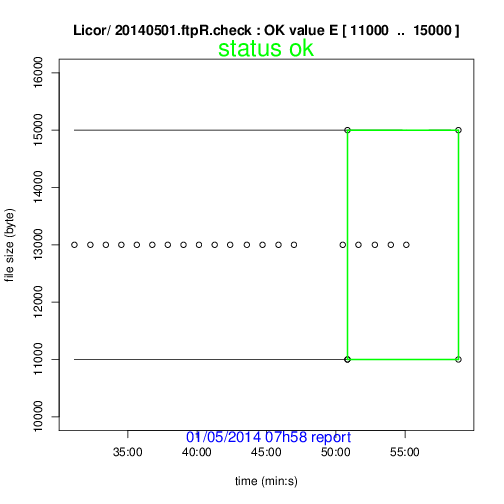 Licor/ 20140501.ftpR.check : OK value E [ 11000 .. 15000 ]
status ok
16000
15000
14000
13000
12000
11000
10000
file size (byte)
01/05/2014 07h58 report
35:00 40:00 45:00 50:00 55:00
time (min:s)